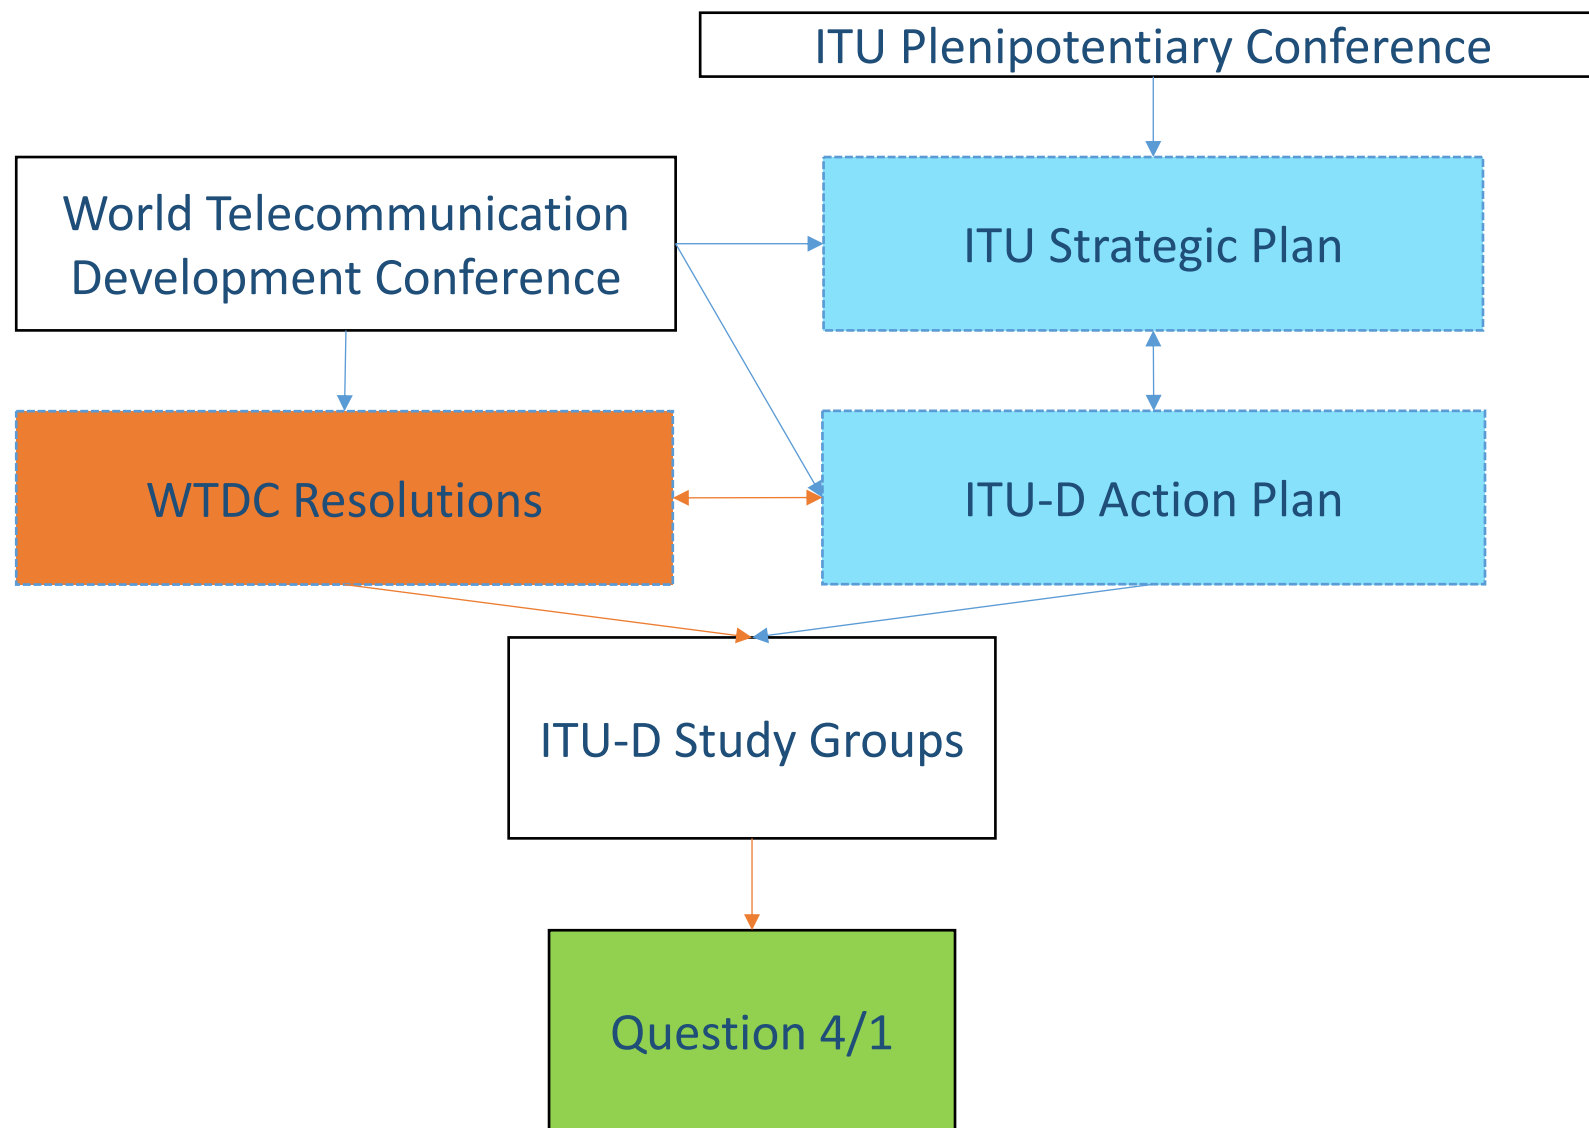 ITU Plenipotentiary Conference
World Telecommunication
Development Conference
ITU Strategic Plan
WTDC Resolutions
ITU-D Action Plan
ITU-D Study Groups
Question 4/1